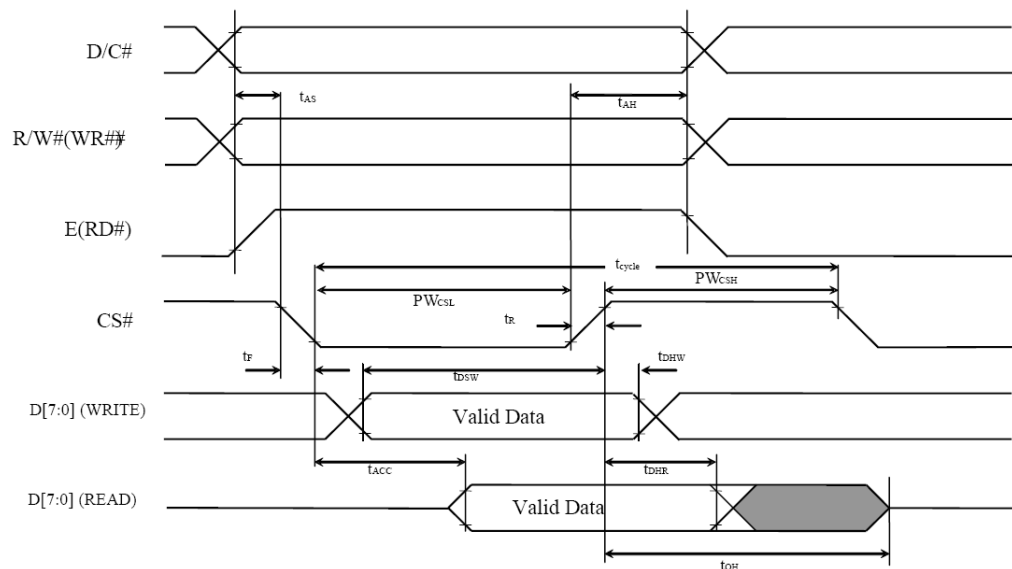 D/C#
tAS
tAH
R/W#(WR##)
E(RD#)
tcycle
PWCSL
PWCSH
CS#
tR
tF
tDSW
tDHW
D[7:0] (WRITE)
Valid Data
tACC
tDHR
D[7:0] (READ)
Valid Data
tOH